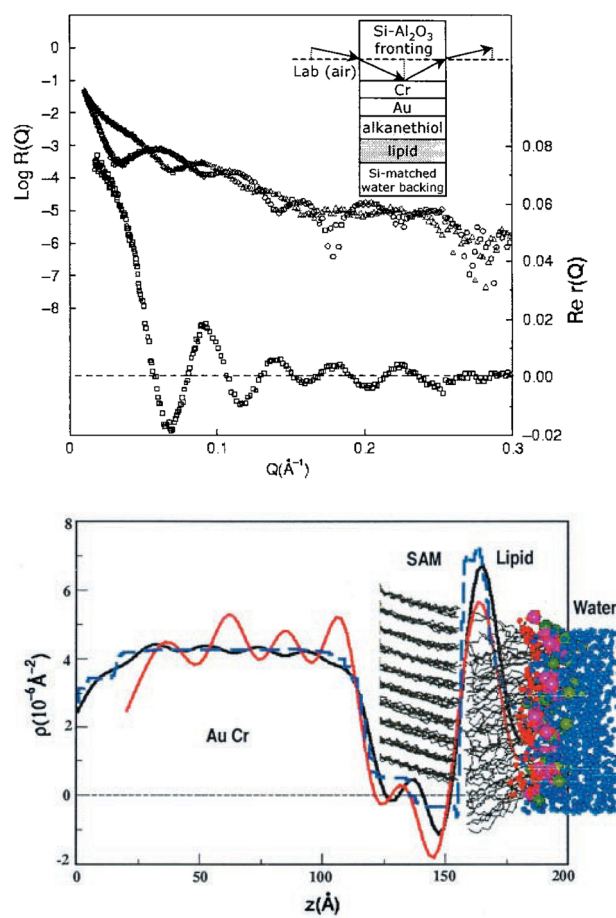 0
-1
-2
-3
-4
-5
-6
-7
-8
Log R(Q)
Si-Al₂O₃
fronting
Lab (air)
Cr
Au
alkanethiol
lipid
Si-matched
water backing
0.08
0.06
0.04
0.02
0.00
-0.02
Re r(Q)
0
0.1
0.2
0.3
Q(Å⁻¹)
8
6
4
2
0
-2
ρ(10⁻⁶Å⁻²)
SAM
Lipid
Water
Au Cr
0
50
100
150
200
z(Å)